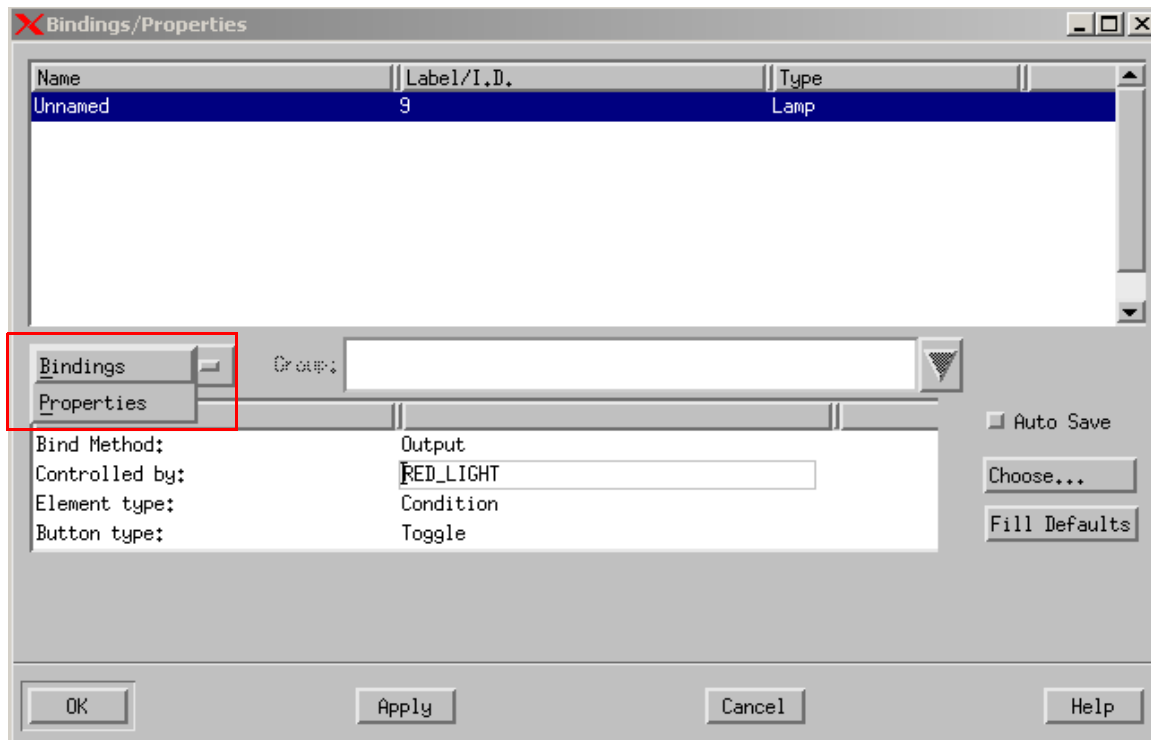 Bindings/Properties
Name Label/I.D. Type
Unnamed 9 Lamp
Bindings Group:
Properties
Bind Method: Output
Auto Save
Controlled by: RED_LIGHT
Choose...
Element type: Condition
Fill Defaults
Button type: Toggle
OK Apply Cancel Help